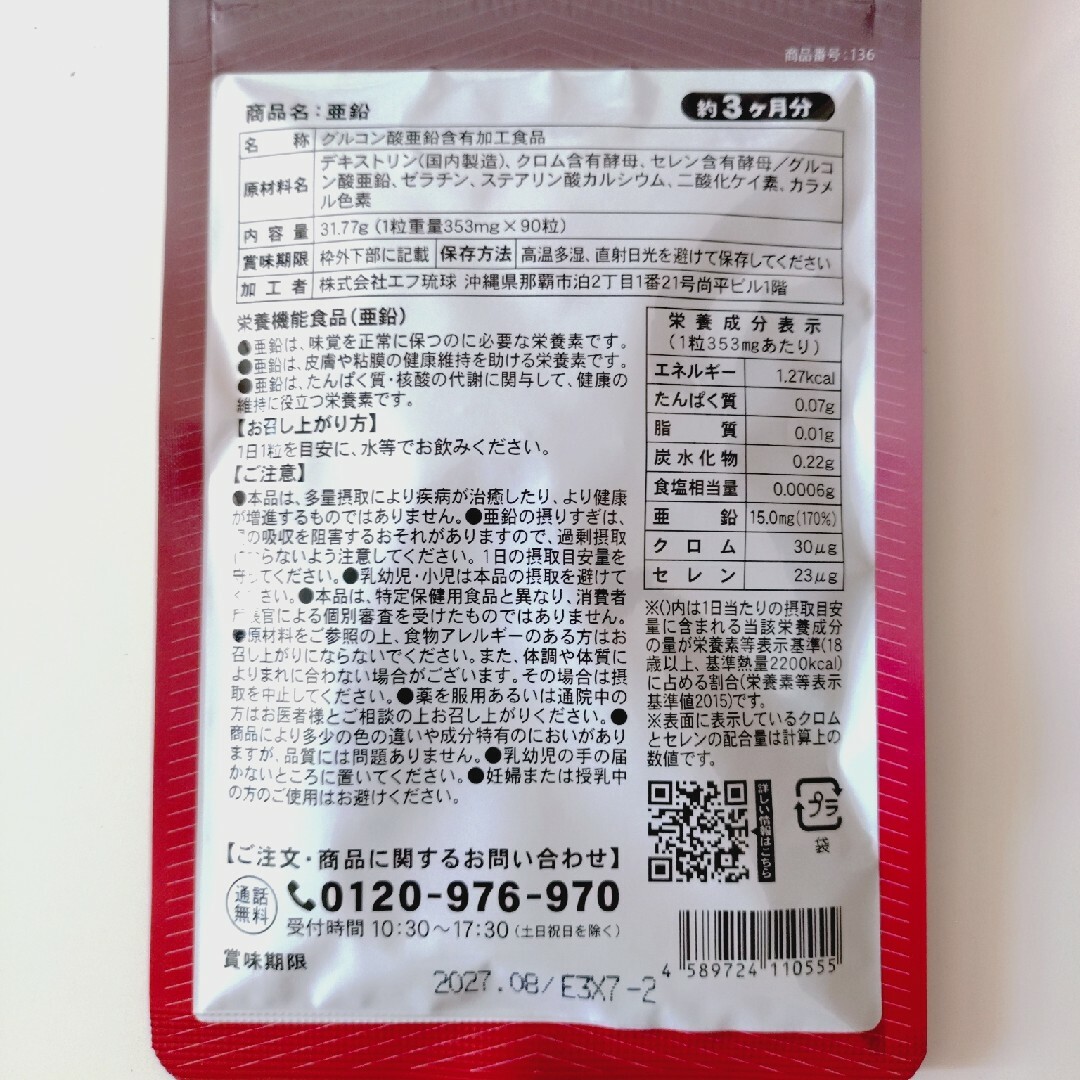 商品番号:136
商品名:亜鉛
約3ヶ月分
名称 グルコン酸亜鉛含有加工食品
原材料名 デキストリン(国内製造)、クロム含有酵母、セレン含有酵母/グルコ
ン酸亜鉛、ゼラチン、ステアリン酸カルシウム、二酸化ケイ素、カラメ
ル色素
内容量 31.77g (1粒重量353mg×90粒)
賞味期限 枠外下部に記載 保存方法 高温多湿、直射日光を避けて保存してください
加工者 株式会社エフ琉球 沖縄県那覇市泊2丁目1番21号尚平ビル1階
栄養機能食品(亜鉛)
●亜鉛は、味覚を正常に保つのに必要な栄養素です。
●亜鉛は、皮膚や粘膜の健康維持を助ける栄養素です。
●亜鉛は、たんぱく質・核酸の代謝に関与して、健康の
維持に役立つ栄養素です。
【お召し上がり方】
1日1粒を目安に、水等でお飲みください。
【ご注意】
●本品は、多量摂取により疾病が治癒したり、より健康
が増進するものではありません。●亜鉛の摂りすぎは、
の吸収を阻害するおそれがありますので、過剰摂取
らないよう注意してください。1日の摂取目安量を
守ってください。●乳幼児・小児は本品の摂取を避けて
ください。●本品は、特定保健用食品と異なり、消費者
庁長官による個別審査を受けたものではありません。
●原材料をご参照の上、食物アレルギーのある方はお
召し上がりにならないでください。また、体調や体質に
よりまれに合わない場合がございます。その場合は摂
取を中止してください。●薬を服用あるいは通院中の
方はお医者様とご相談の上お召し上がりください。●
商品により多少の色の違いや成分特有のにおいがあり
ますが、品質には問題ありません。●乳幼児の手の届
かないところに置いてください。●妊婦または授乳中
の方のご使用はお避けください。
栄養成分表示
(1粒353mgあたり)
エネルギー 1.27kcal
たんぱく質 0.07g
脂質 0.01g
炭水化物 0.22g
食塩相当量 0.0006g
亜鉛 15.0mg(170%)
クロム 30μg
セレン 23μg
※()内は1日当たりの摂取目安
量に含まれる当該栄養成分
の量が栄養素等表示基準(18
歳以上、基準熱量2200kcal)
に占める割合(栄養素等表示
基準値2015)です。
※表面に表示しているクロム
とセレンの配合量は計算上の
数値です。
詳しい情報はこちら
プラ
袋
【ご注文・商品に関するお問い合わせ】
通話無料 0120-976-970
受付時間 10:30~17:30 (土日祝日を除く)
賞味期限
2027.08/E3X7-2
4 589724 110555